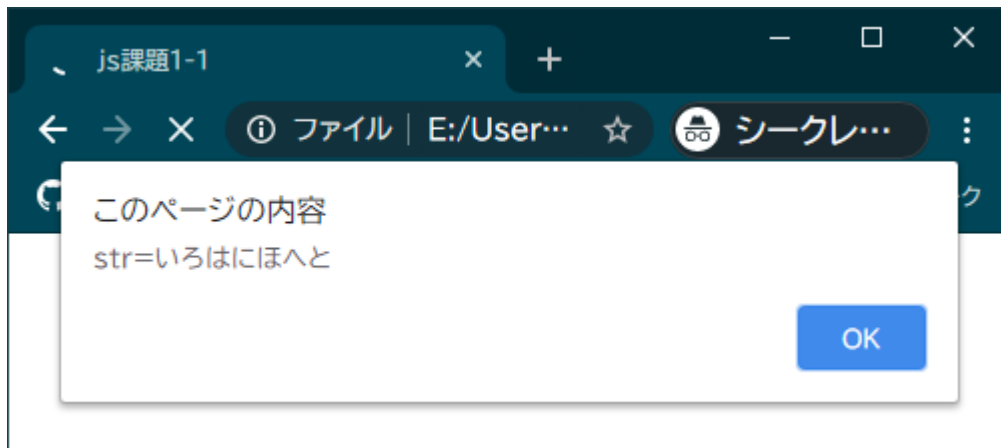 js課題1-1
ファイル | E:/User… シークレ…
ク
このページの内容
str=いろはにほへと
OK